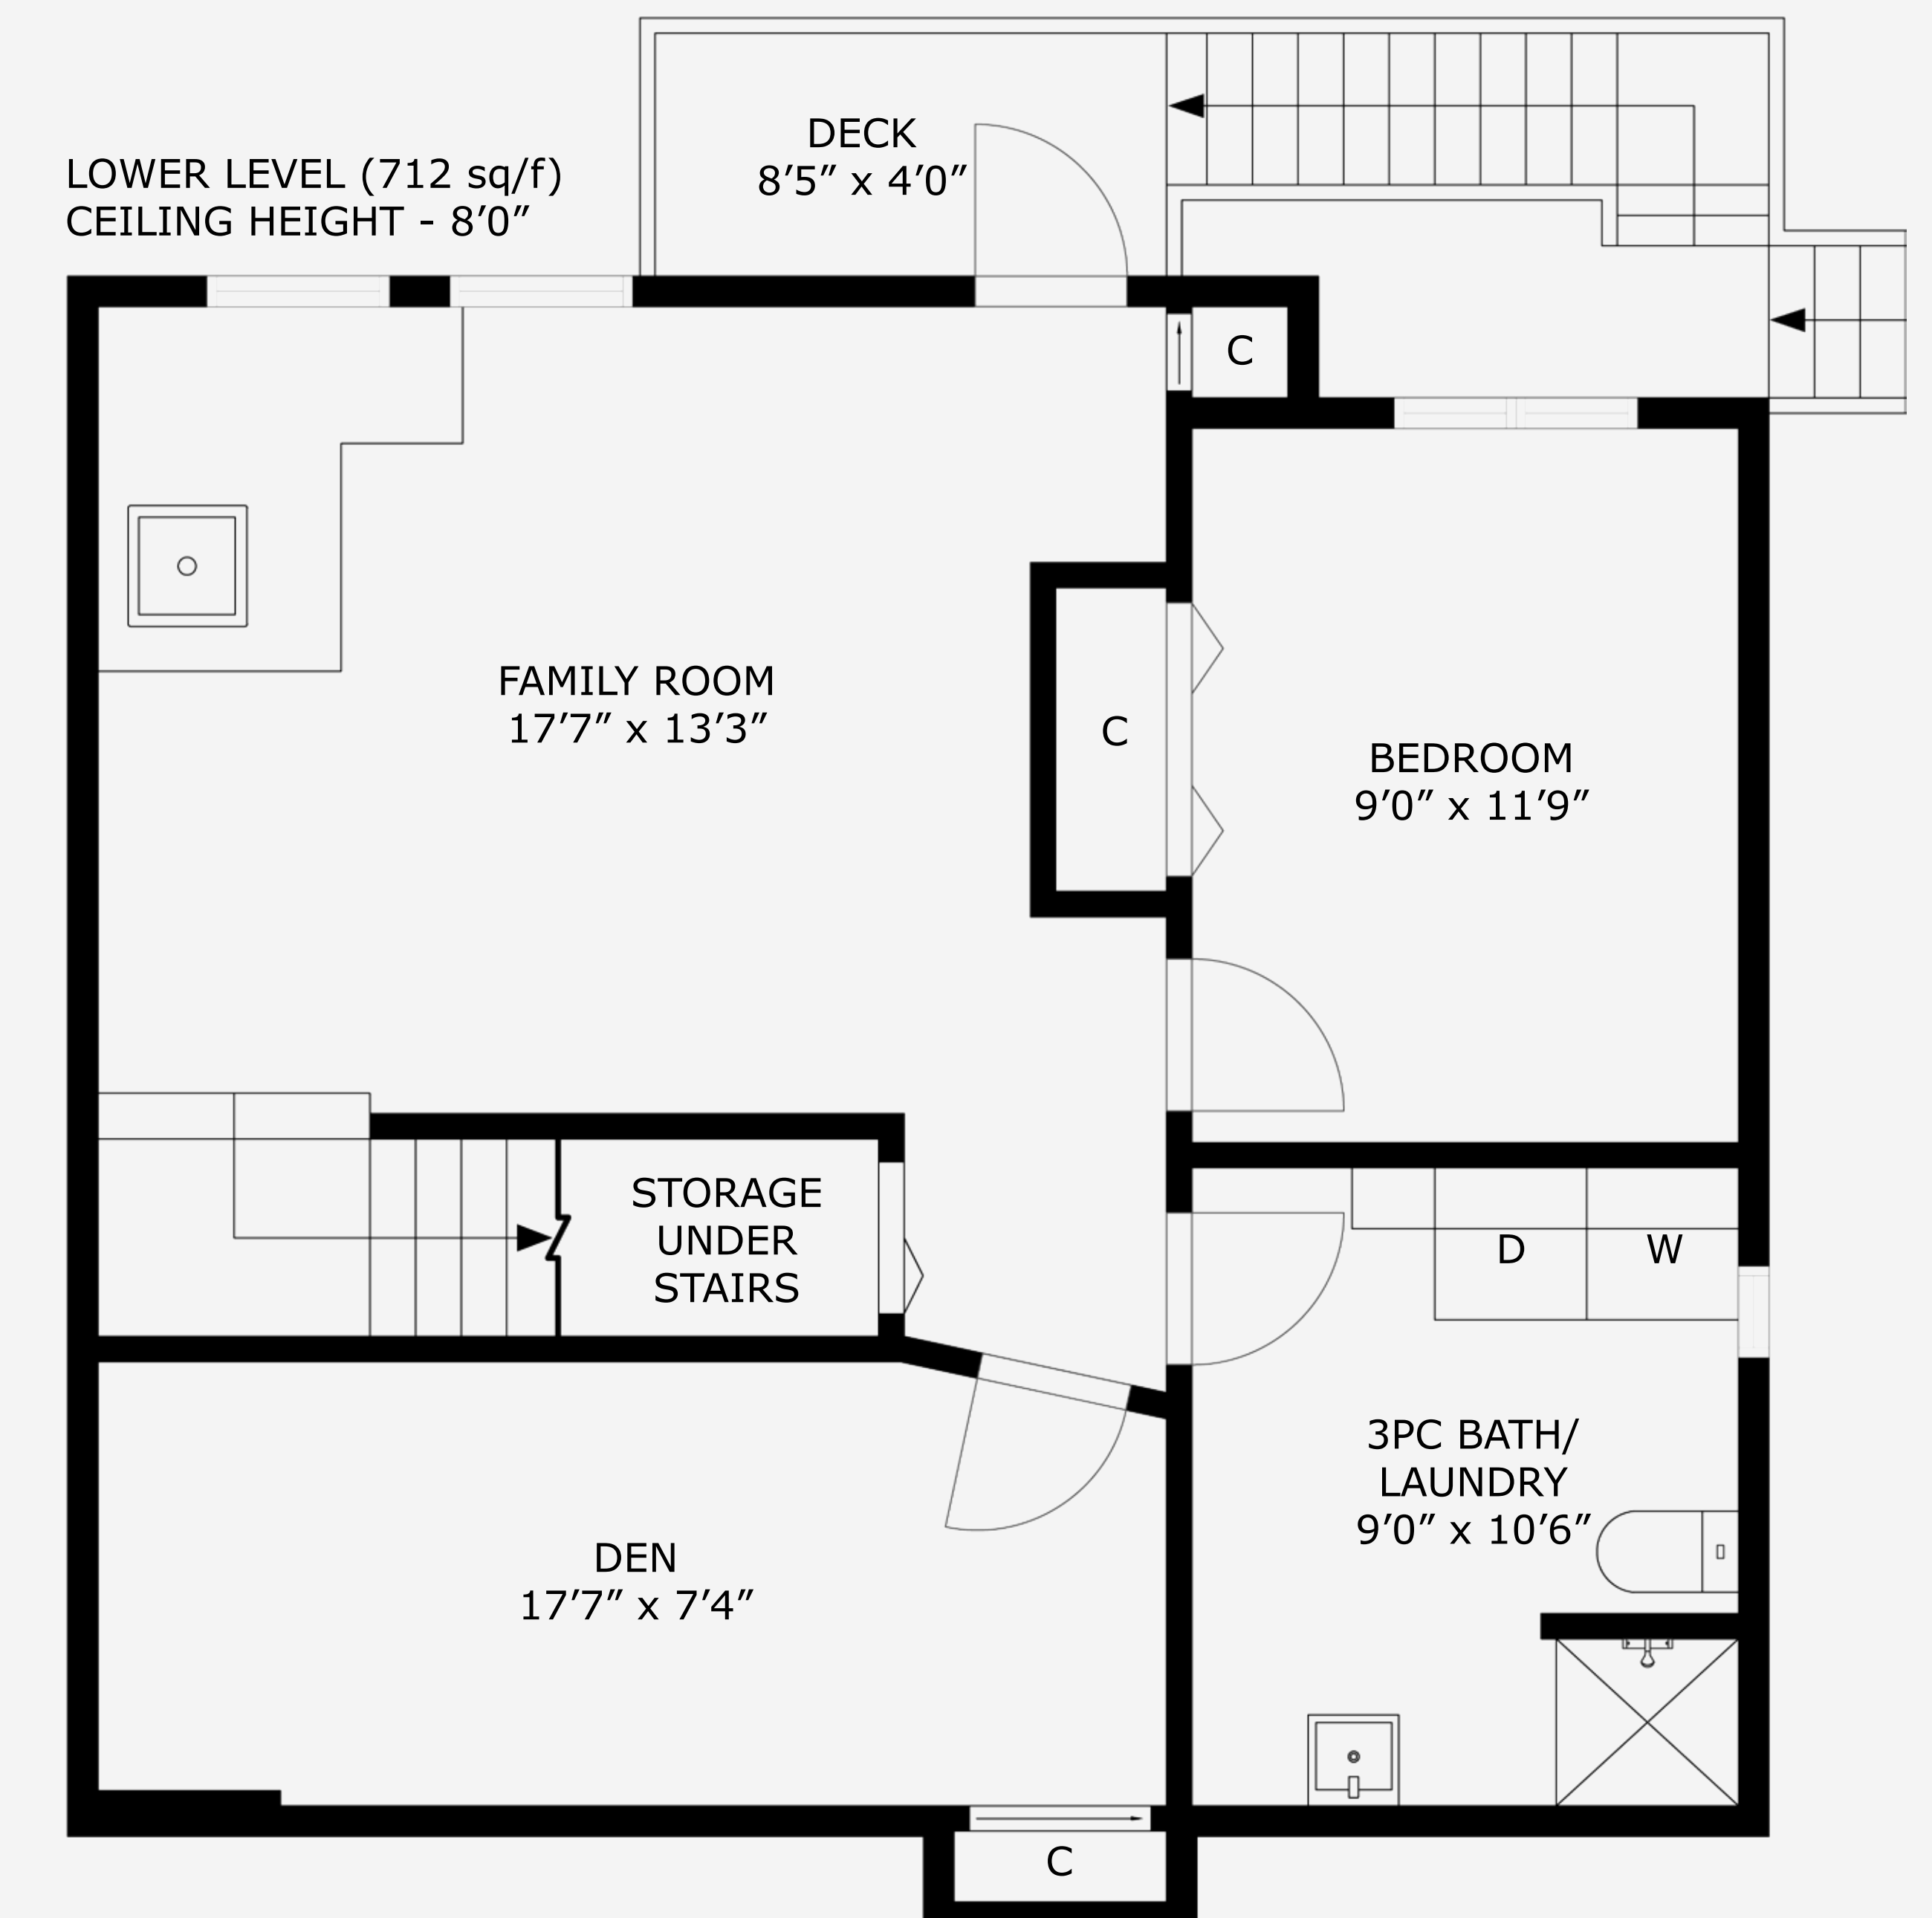 DECK
8'5" x 4'0"
LOWER LEVEL (712 sq/f)
CEILING HEIGHT - 8'0"
C
FAMILY ROOM
17'7" x 13'3"
C
BEDROOM
9'0" x 11'9"
STORAGE
UNDER
STAIRS
D
W
3PC BATH/
LAUNDRY
9'0" x 10'6"
DEN
17'7" x 7'4"
C